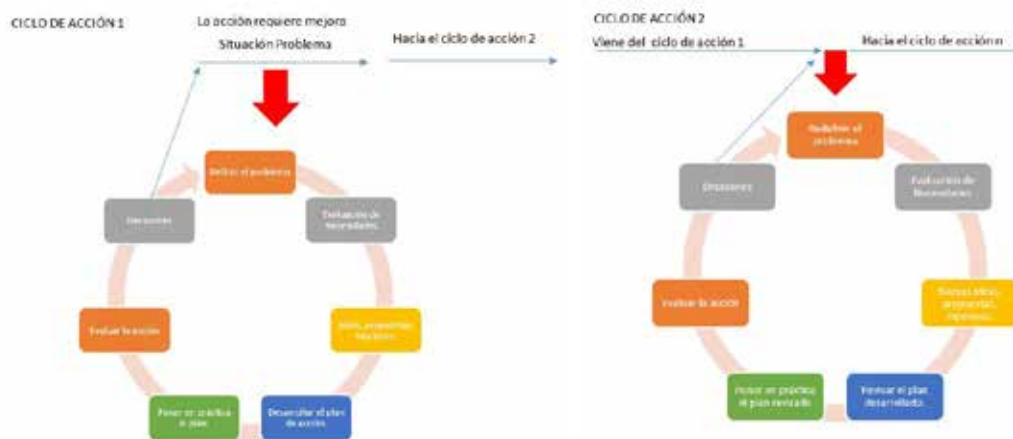 CICLO DE ACCIÓN 1
La acción requiere mejora
Situación Problema
Hacia el ciclo de acción 2
Definir el problema
Evaluación de
Necesidades
Ideas, propuestas,
Poner en práctica
el plan
Desarrollar el plan
de acción
Evaluar la acción
Decisiones
CICLO DE ACCIÓN 2
Viene del ciclo de acción 1
Hacia el ciclo de acción n
Redefinir el
problema
Evaluación de
Necesidades
Nuevas ideas,
propuestas,
hipótesis
Revisar el plan
desarrollado
Poner en práctica
el plan revisado
Evaluar la acción
Decisiones